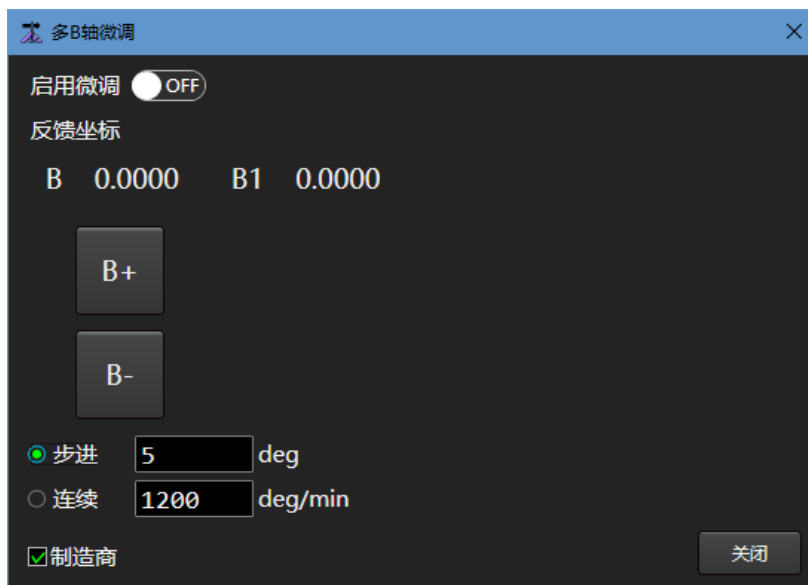 多B轴微调
启用微调 OFF
反馈坐标
B 0.0000 B1 0.0000
B+
B-
步进 5 deg
连续 1200 deg/min
制造商
关闭